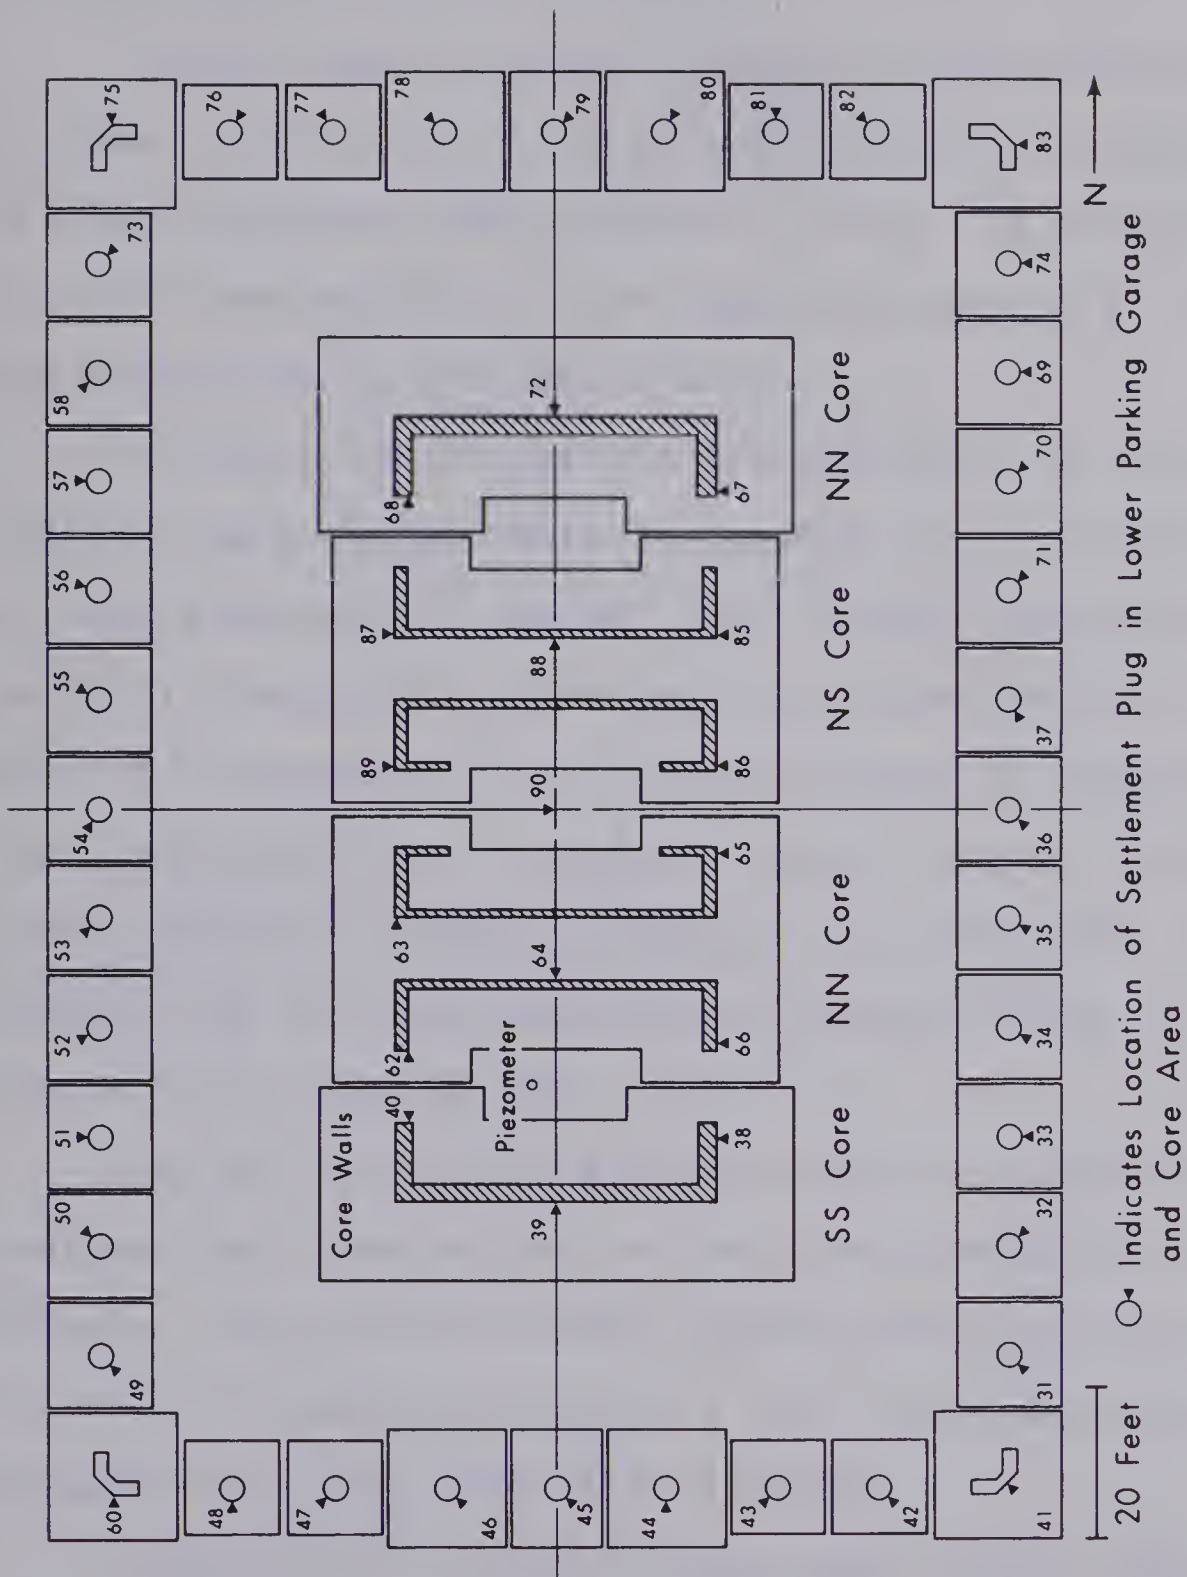 60 49 50 51 52 53 54 55 56 57 58 73 75
48 76
47 77
Core Walls
40 62 63 89 87 68
46 78
Piezometer
39 64 90 88 72
45 79
44 80
38 66 65 86 85 67
43 81
SS Core NN Core NS Core NN Core
42 82
41 31 32 33 34 35 36 37 71 70 69 74 83
N
20 Feet Indicates Location of Settlement Plug in Lower Parking Garage
and Core Area